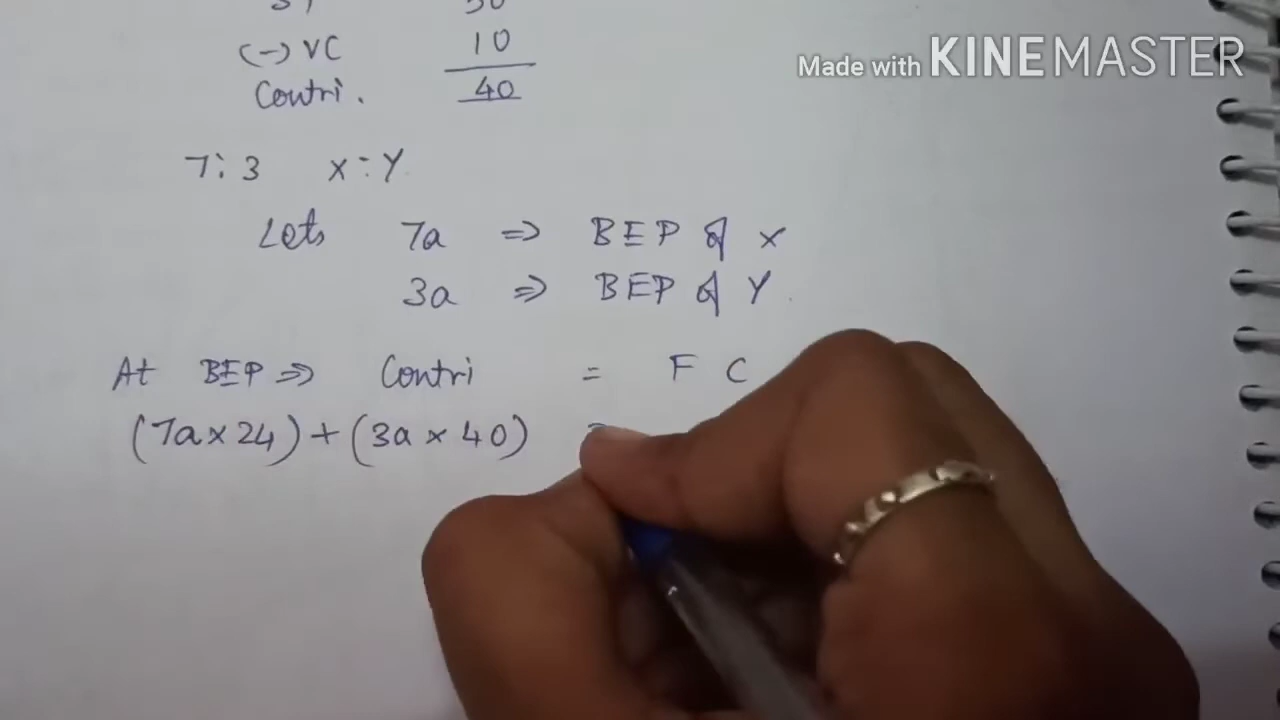 Made with KINEMASTER
(-) VC 10
Contri. 40
7:3 X:Y
Lets 7a => BEP of X
3a => BEP of Y.
At BEP => Contri = F C
(7a x 24) + (3a x 40) =